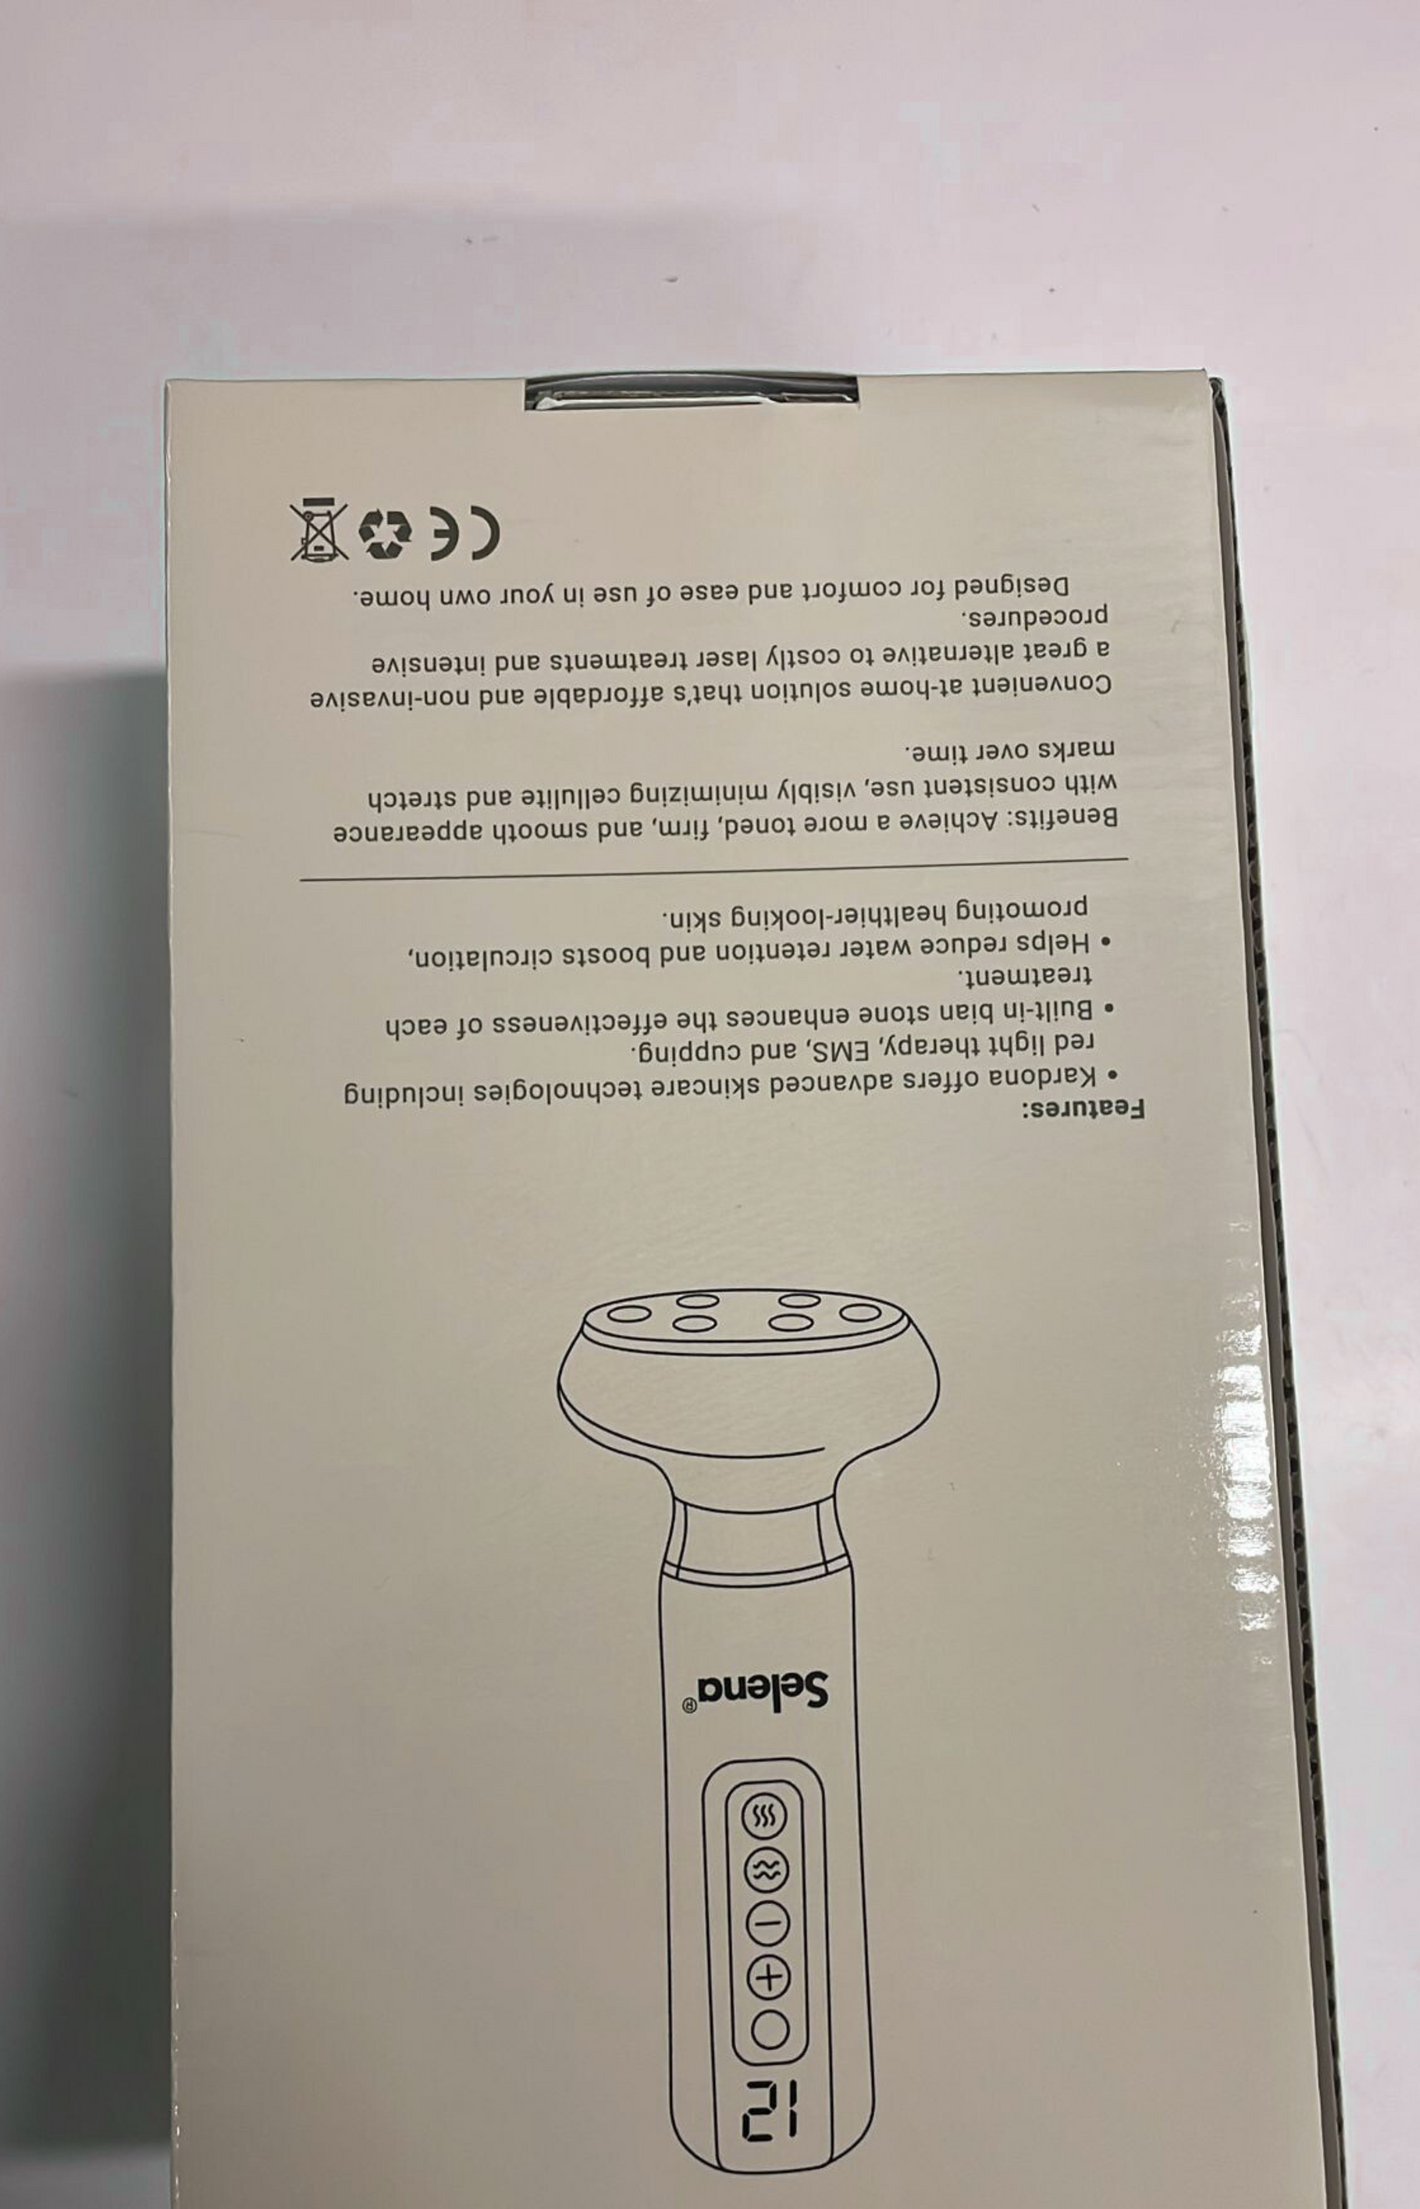 12
+
−
Selena®
Features:
• Kardona offers advanced skincare technologies including
red light therapy, EMS, and cupping.
• Built-in bian stone enhances the effectiveness of each
treatment.
• Helps reduce water retention and boosts circulation,
promoting healthier-looking skin.
Benefits: Achieve a more toned, firm, and smooth appearance
with consistent use, visibly minimizing cellulite and stretch
marks over time.
Convenient at-home solution that's affordable and non-invasive
a great alternative to costly laser treatments and intensive
procedures.
Designed for comfort and ease of use in your own home.
CE